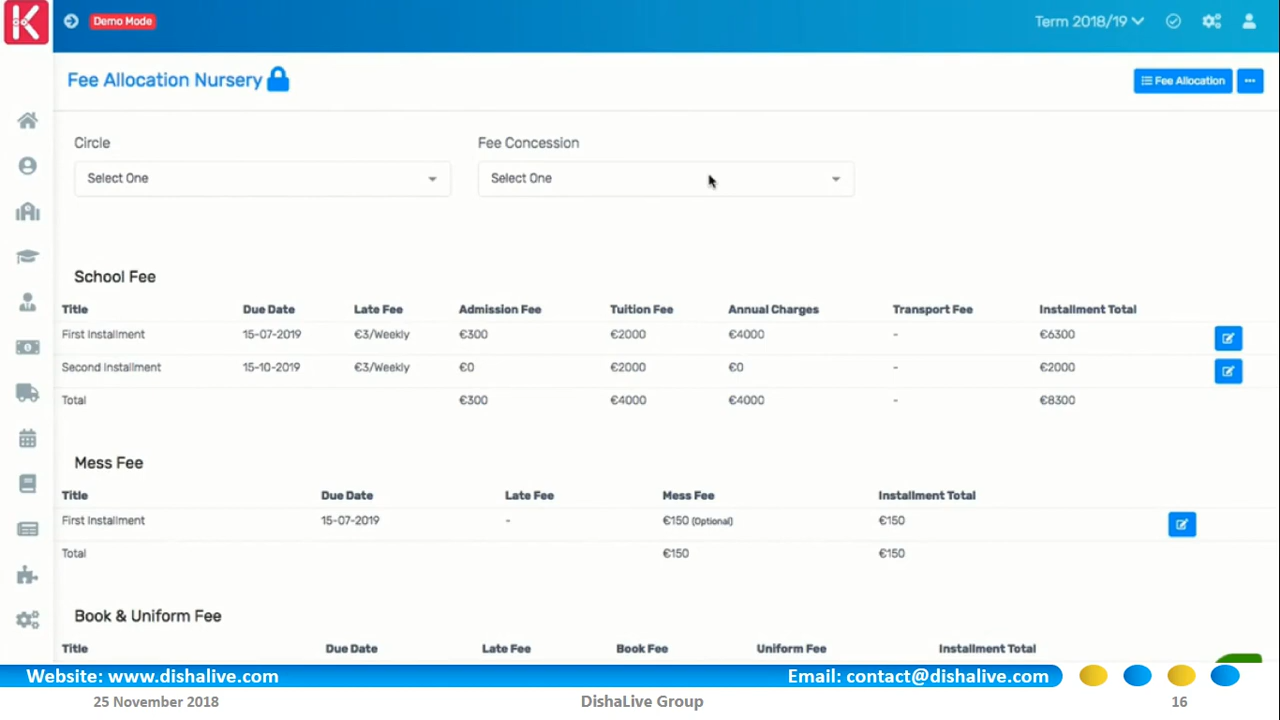 K Demo Mode Term 2018/19
Fee Allocation Nursery Fee Allocation
Circle Fee Concession
Select One Select One
School Fee
Title Due Date Late Fee Admission Fee Tuition Fee Annual Charges Transport Fee Installment Total
First Installment 15-07-2019 €3/Weekly €300 €2000 €4000 - €6300
Second Installment 15-10-2019 €3/Weekly €0 €2000 €0 - €2000
Total €300 €4000 €4000 - €8300
Mess Fee
Title Due Date Late Fee Mess Fee Installment Total
First Installment 15-07-2019 - €150 (Optional) €150
Total €150 €150
Book & Uniform Fee
Title Due Date Late Fee Book Fee Uniform Fee Installment Total
Website: www.dishalive.com Email: contact@dishalive.com
25 November 2018 DishaLive Group 16